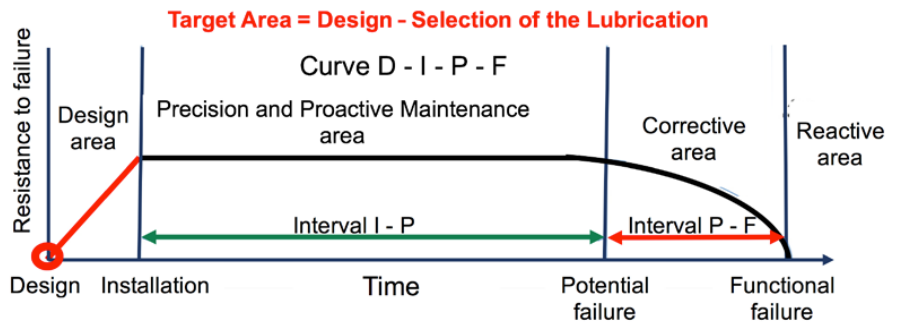 Target Area = Design - Selection of the Lubrication
Curve D - I - P - F
Resistance to failure
Design
area
Precision and Proactive Maintenance
area
Corrective
area
Reactive
area
Interval I - P
Interval P - F
Design
Installation
Time
Potential
failure
Functional
failure